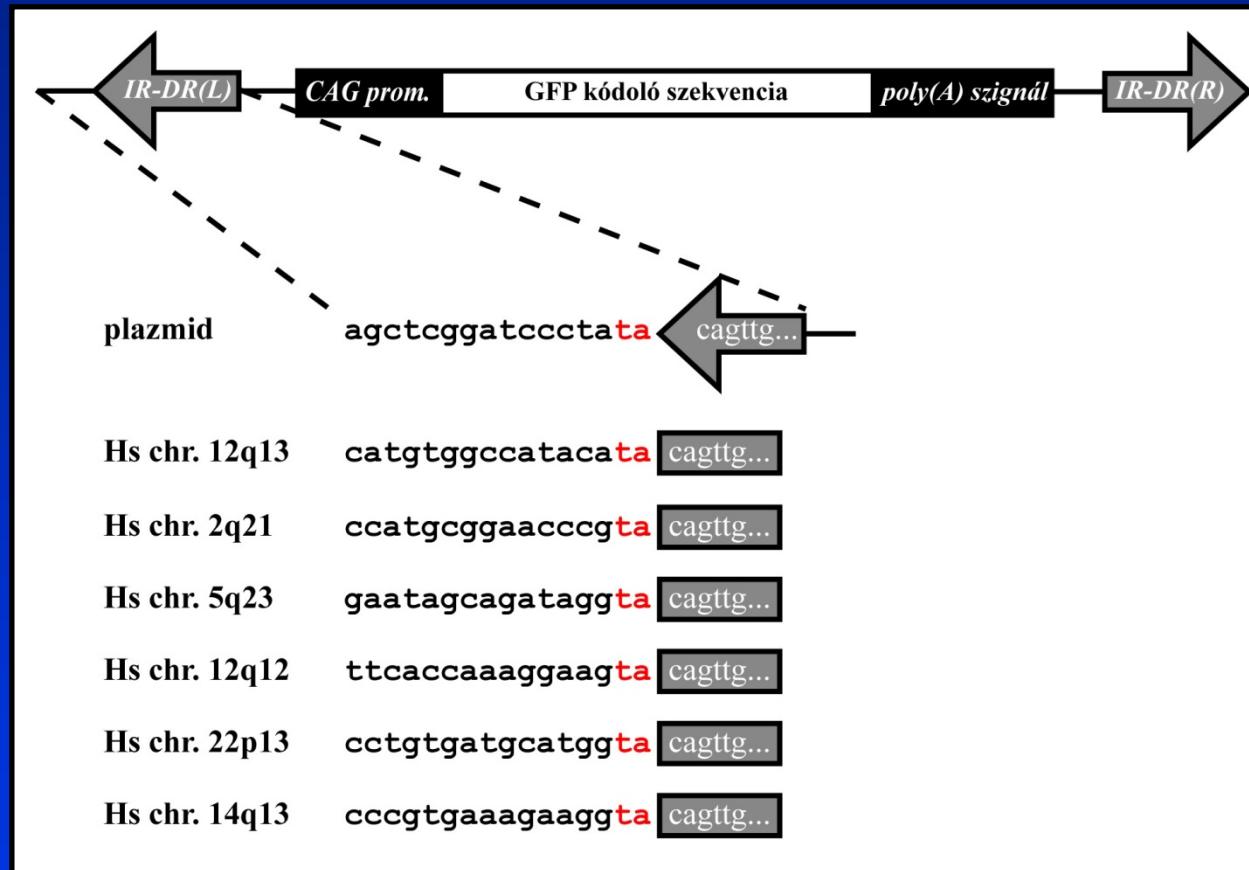 IR-DR(L) CAG prom. GFP kódoló szekvencia poly(A) szignál IR-DR(R)
plazmid agctcggatccctata cagttg...
Hs chr. 12q13 catgtggccatacata cagttg...
Hs chr. 2q21 ccatgcggaacccgta cagttg...
Hs chr. 5q23 gaatagcagataggta cagttg...
Hs chr. 12q12 ttcaccaaaggaagta cagttg...
Hs chr. 22p13 cctgtgatgcatggta cagttg...
Hs chr. 14q13 cccgtgaaagaaggta cagttg...